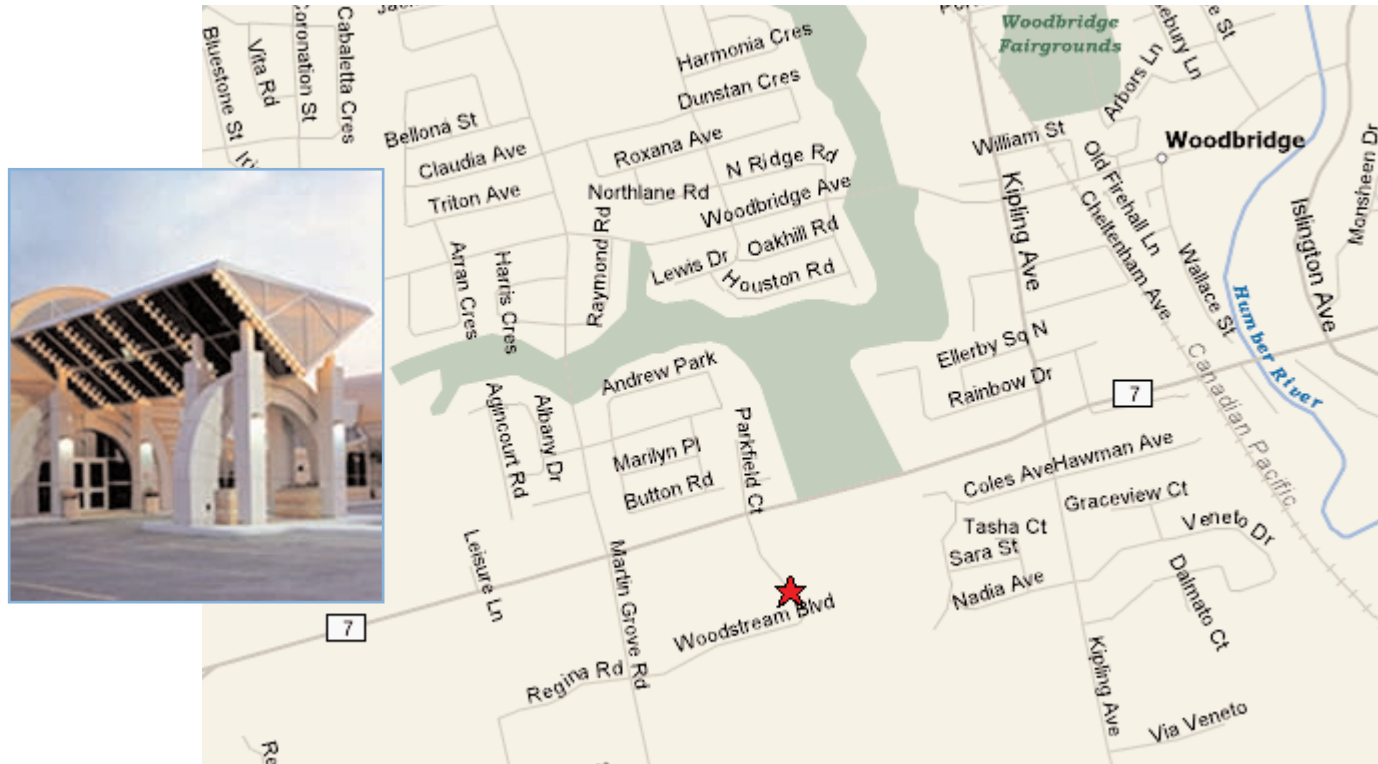 Woodbridge
Fairgrounds
Harmonia Cres
Dunstan Cres
Bluestone St
Vita Rd
Coronation St
Cabaletta Cres
Bellona St
Claudia Ave
Triton Ave
Roxana Ave
N Ridge Rd
Northlane Rd
Woodbridge Ave
Oakhill Rd
Lewis Dr
Houston Rd
Raymond Rd
Arran Cres
Harris Cres
William St
Arbors Ln
Woodbridge
Old Firehall Ln
Kipling Ave
Cheltenham Ave
Wallace St
Humber River
Islington Ave
Monsheen Dr
Ellerby Sq N
Rainbow Dr
7
Canadian Pacific
Andrew Park
Agincourt Rd
Albany Dr
Marilyn Pl
Button Rd
Parkfield Ct
Coles Ave
Hawman Ave
Graceview Ct
Tasha Ct
Sara St
Nadia Ave
Veneto Dr
Dalmato Ct
Leisure Ln
Martin Grove Rd
7
Woodstream Blvd
Regina Rd
Kipling Ave
Via Veneto